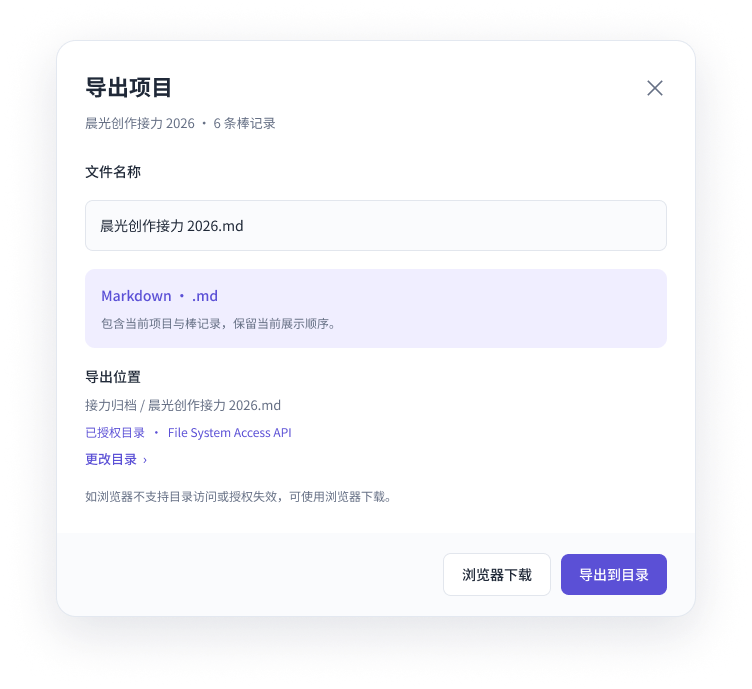 导出项目
晨光创作接力 2026 · 6 条棒记录
文件名称
晨光创作接力 2026.md
Markdown · .md
包含当前项目与棒记录，保留当前展示顺序。
导出位置
接力归档 / 晨光创作接力 2026.md
已授权目录 · File System Access API
更改目录 ›
如浏览器不支持目录访问或授权失效，可使用浏览器下载。
浏览器下载 导出到目录